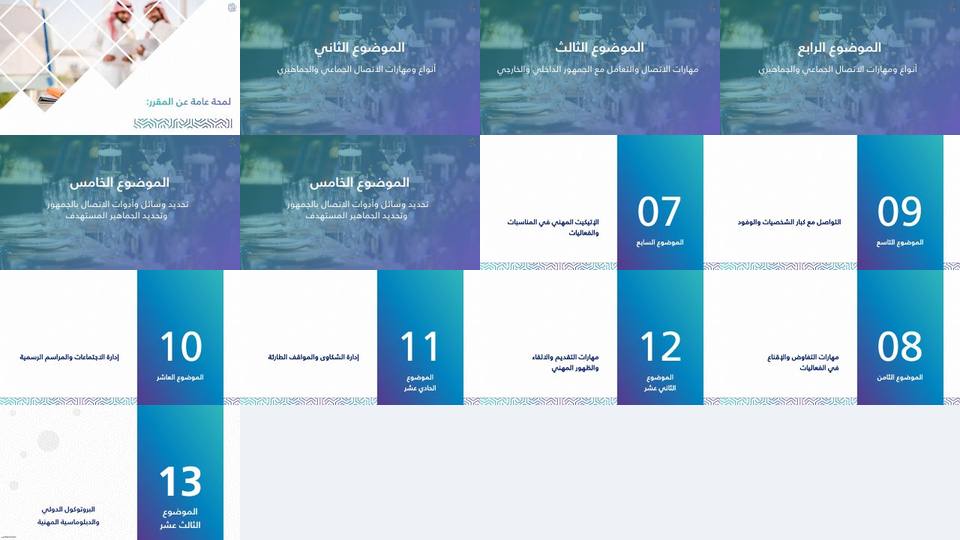 لمحة عامة عن المقرر:
الموضوع الثاني
أنواع ومهارات الاتصال الجماعي والجماهيري
الموضوع الثالث
مهارات الاتصال والتعامل مع الجمهور الداخلي والخارجي
الموضوع الرابع
أنواع ومهارات الاتصال الجماعي والجماهيري
الموضوع الخامس
تحديد وسائل وأدوات الاتصال بالجمهور
وتحديد الجماهير المستهدف
الموضوع الخامس
تحديد وسائل وأدوات الاتصال بالجمهور
وتحديد الجماهير المستهدف
07
الموضوع السابع
الإتيكيت المهني في المناسبات
والفعاليات
09
الموضوع التاسع
التواصل مع كبار الشخصيات والوفود
10
الموضوع العاشر
إدارة الاجتماعات والمراسم الرسمية
11
الموضوع
الحادي عشر
إدارة الشكاوى والمواقف الطارئة
12
الموضوع
الثاني عشر
مهارات التقديم والالقاء
والظهور المهني
08
الموضوع الثامن
مهارات التفاوض والإقناع
في الفعاليات
13
الموضوع
الثالث عشر
البروتوكول الدولي
والدبلوماسية المهنية